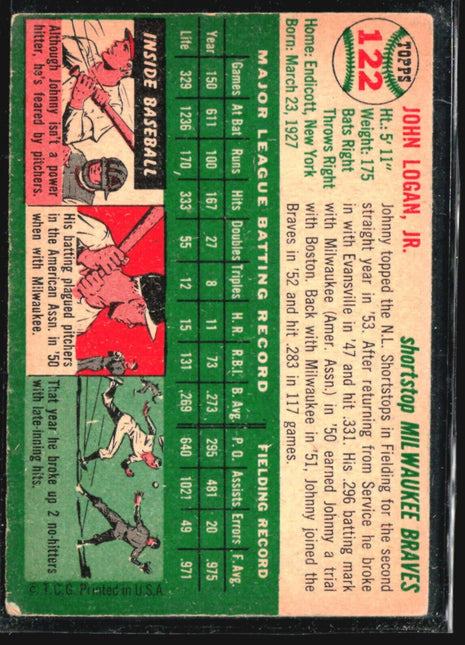 TOPPS
122
JOHN LOGAN, JR.
shortstop MILWAUKEE BRAVES
Ht.: 5' 11"
Weight: 175
Bats Right
Throws Right
Home: Endicott, New York
Born: March 23, 1927
Johnny topped the N.L. Shortstops in Fielding for the second
straight year in '53. After returning from Service he broke
in with Evansville in '47 and hit .331. His .296 batting mark
with Milwaukee (Amer. Assn.) in '50 earned Johnny a trial
with Boston. Back with Milwaukee in '51, Johnny joined the
Braves in '52 and hit .283 in 117 games.
MAJOR LEAGUE BATTING RECORD FIELDING RECORD
Year Games At Bat Runs Hits Doubles Triples H. R. R.B.I. B. Avg. P. O. Assists Errors F. Avg.
Year 150 611 100 167 27 8 11 73 .273 295 481 20 .975
Life 329 1236 170 333 55 12 15 131 .269 640 1021 49 .971
INSIDE BASEBALL
Although Johnny isn't a power
hitter, he's feared by pitchers.
His batting plagued pitchers
in the American Assn. in '50
when with Milwaukee.
That year he broke up 2 no-hitters
with late-inning hits.
© T.C.G. Printed in U.S.A.